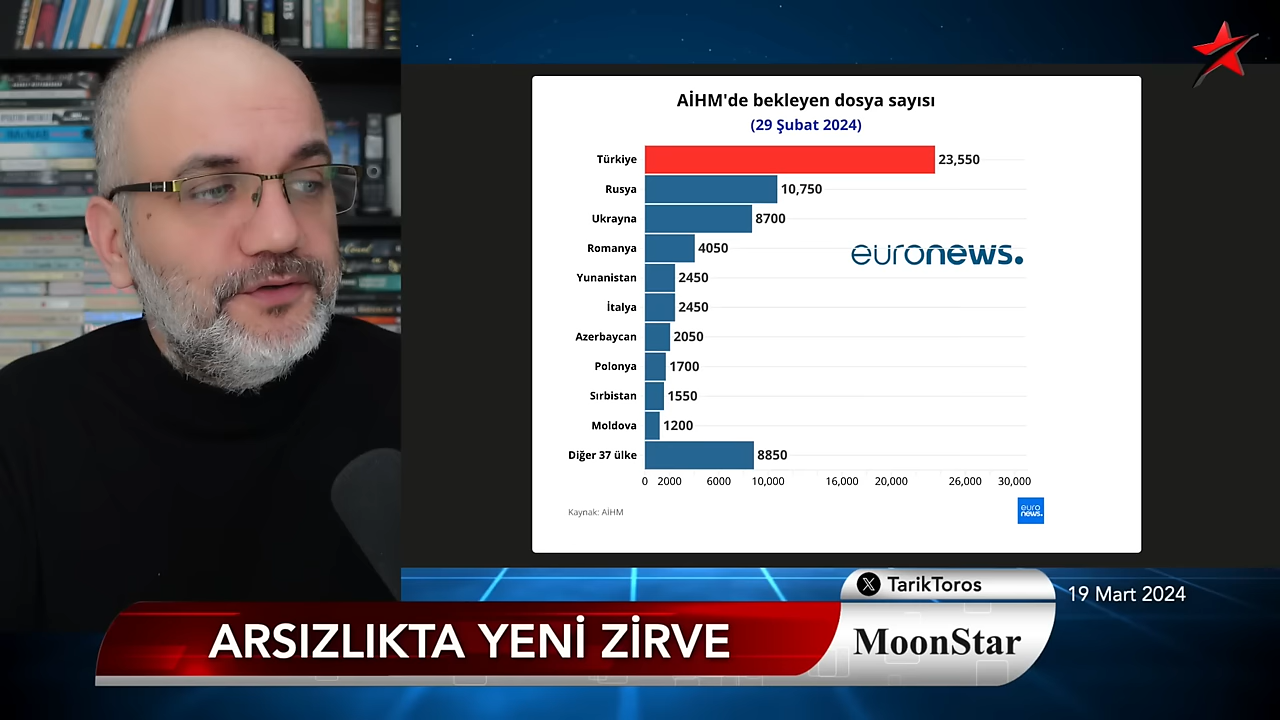 AİHM'de bekleyen dosya sayısı
(29 Şubat 2024)
Türkiye 23,550
Rusya 10,750
Ukrayna 8700
Romanya 4050
euronews.
Yunanistan 2450
İtalya 2450
Azerbaycan 2050
Polonya 1700
Sırbistan 1550
Moldova 1200
Diğer 37 ülke 8850
0 2000 6000 10,000 16,000 20,000 26,000 30,000
Kaynak: AİHM
euro
news.
X TarikToros
19 Mart 2024
ARSIZLIKTA YENİ ZİRVE
MoonStar